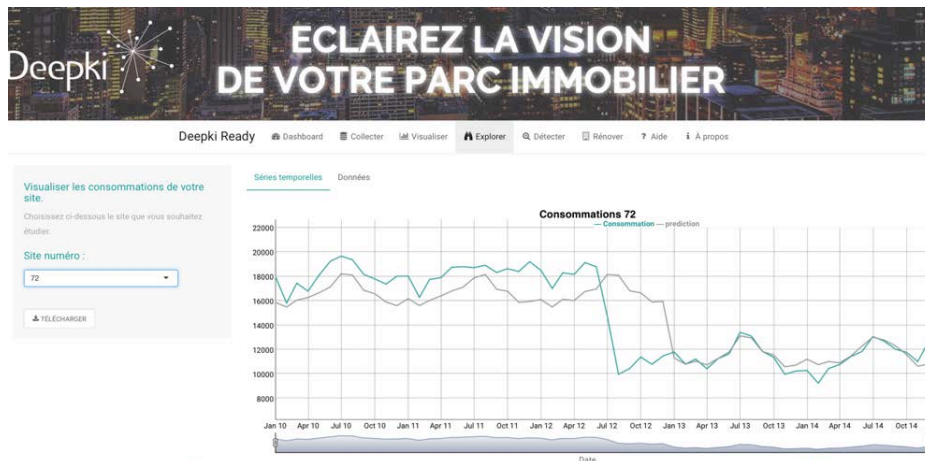 Deepki
ECLAIREZ LA VISION
DE VOTRE PARC IMMOBILIER
Deepki Ready Dashboard Collecter Visualiser Explorer Détecter Rénover ? Aide i À propos
Visualiser les consommations de votre
site.
Choisissez ci-dessous le site que vous souhaitez
étudier.
Site numéro :
72
TÉLÉCHARGER
Séries temporelles Données
Consommations 72
— Consommation — prediction
22000
20000
18000
16000
14000
12000
10000
8000
Jan 10 Apr 10 Jul 10 Oct 10 Jan 11 Apr 11 Jul 11 Oct 11 Jan 12 Apr 12 Jul 12 Oct 12 Jan 13 Apr 13 Jul 13 Oct 13 Jan 14 Apr 14 Jul 14 Oct 14
Date